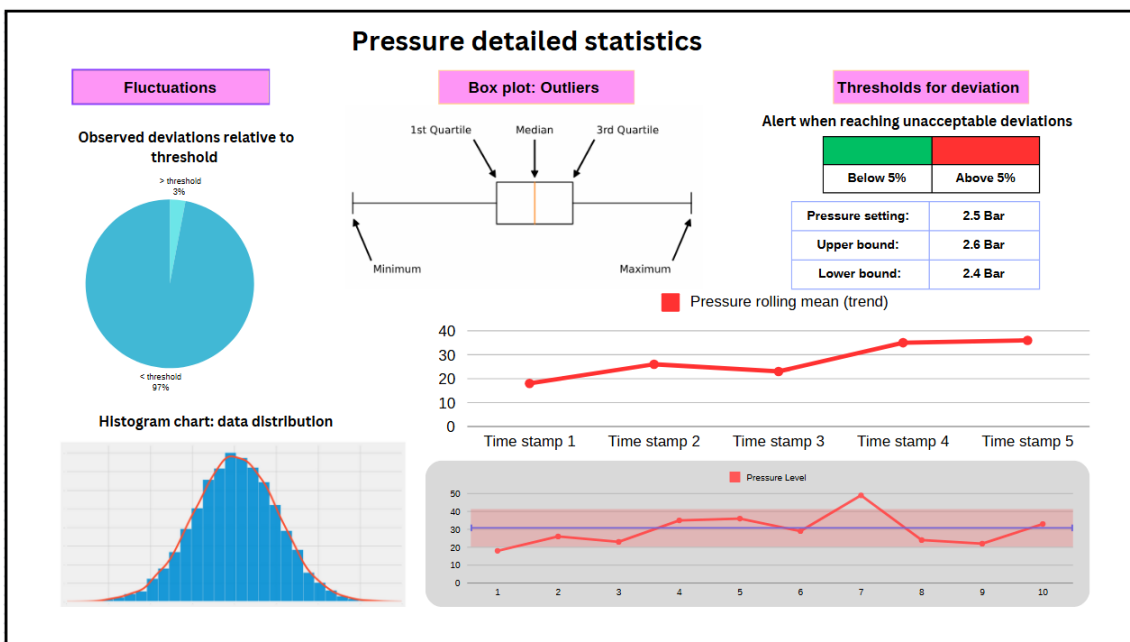 Pressure detailed statistics
Fluctuations
Observed deviations relative to
threshold
> threshold
3%
< threshold
97%
Histogram chart: data distribution
Box plot: Outliers
1st Quartile
Median
3rd Quartile
Minimum
Maximum
Thresholds for deviation
Alert when reaching unacceptable deviations
Below 5%
Above 5%
Pressure setting:
2.5 Bar
Upper bound:
2.6 Bar
Lower bound:
2.4 Bar
Pressure rolling mean (trend)
40
30
20
10
0
Time stamp 1
Time stamp 2
Time stamp 3
Time stamp 4
Time stamp 5
Pressure Level
50
40
30
20
10
0
1
2
3
4
5
6
7
8
9
10